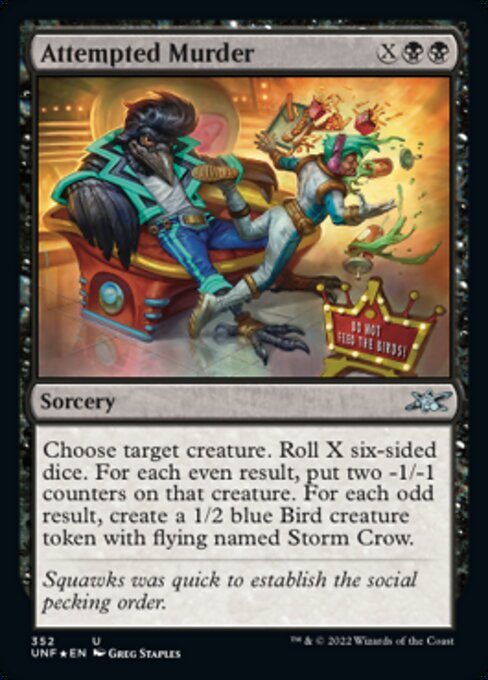 Attempted Murder X
DO NOT
FEED THE BIRDS!
Sorcery
Choose target creature. Roll X six-sided
dice. For each even result, put two -1/-1
counters on that creature. For each odd
result, create a 1/2 blue Bird creature
token with flying named Storm Crow.
Squawks was quick to establish the social
pecking order.
352 U
UNF★EN Greg Staples ™ & © 2022 Wizards of the Coast